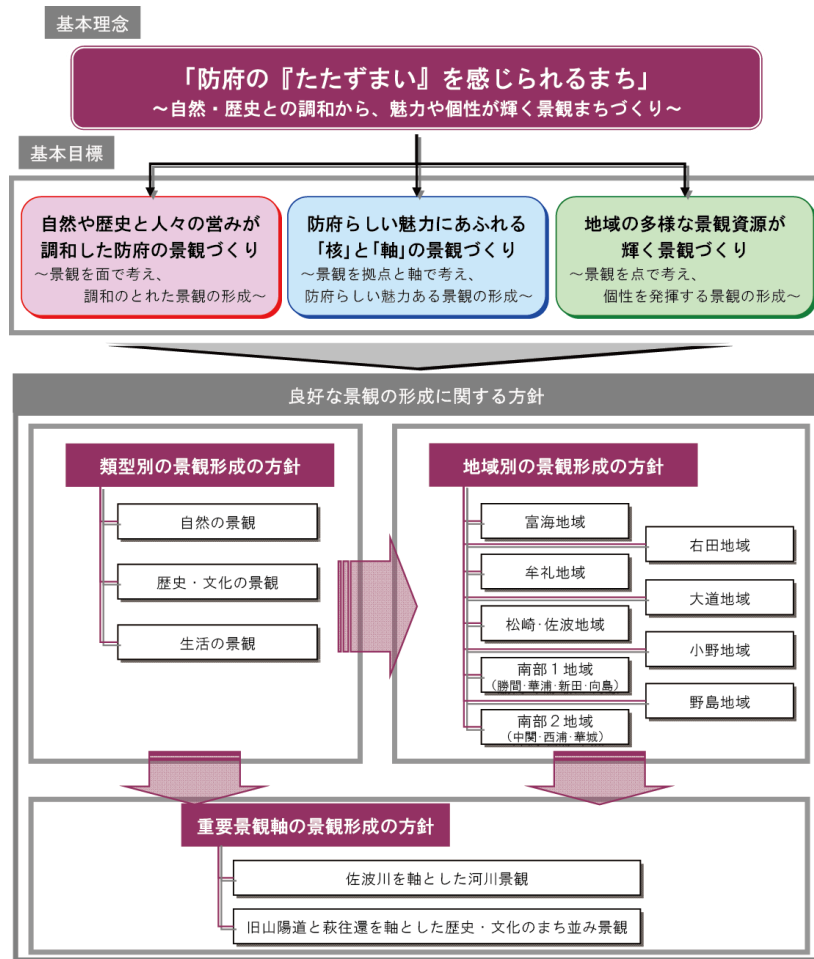 基本理念
「防府の『たたずまい』を感じられるまち」
～自然・歴史との調和から、魅力や個性が輝く景観まちづくり～
基本目標
自然や歴史と人々の営みが
調和した防府の景観づくり
～景観を面で考え、
調和のとれた景観の形成～
防府らしい魅力にあふれる
「核」と「軸」の景観づくり
～景観を拠点と軸で考え、
防府らしい魅力ある景観の形成～
地域の多様な景観資源が
輝く景観づくり
～景観を点で考え、
個性を発揮する景観の形成～
良好な景観の形成に関する方針
類型別の景観形成の方針
自然の景観
歴史・文化の景観
生活の景観
地域別の景観形成の方針
富海地域
右田地域
牟礼地域
大道地域
松崎・佐波地域
小野地域
南部１地域
（勝間・華浦・新田・向島）
野島地域
南部２地域
（中関・西浦・華城）
重要景観軸の景観形成の方針
佐波川を軸とした河川景観
旧山陽道と萩往還を軸とした歴史・文化のまち並み景観